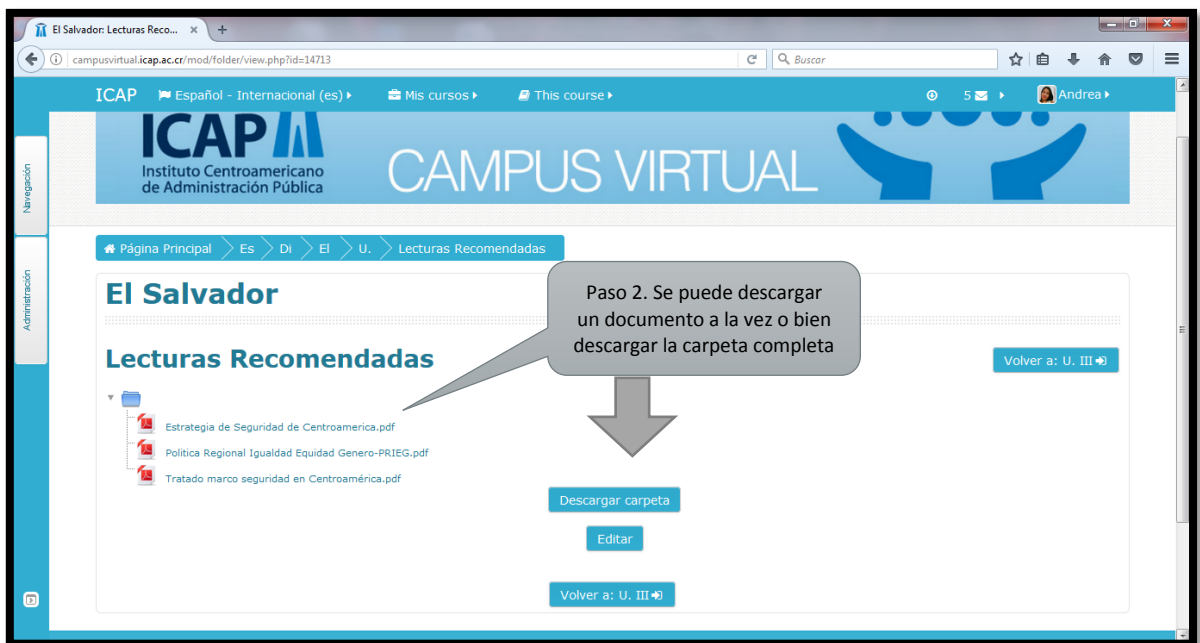 El Salvador: Lecturas Reco...
campusvirtual.icap.ac.cr/mod/folder/view.php?id=14713
Buscar
ICAP Español - Internacional (es) Mis cursos This course 5 Andrea
ICAP
Instituto Centroamericano
de Administración Pública
CAMPUS VIRTUAL
Navegación
Administración
Página Principal Es Di El U. Lecturas Recomendadas
El Salvador
Paso 2. Se puede descargar
un documento a la vez o bien
descargar la carpeta completa
Lecturas Recomendadas
Volver a: U. III
Estrategia de Seguridad de Centroamerica.pdf
Politica Regional Igualdad Equidad Genero-PRIEG.pdf
Tratado marco seguridad en Centroamérica.pdf
Descargar carpeta
Editar
Volver a: U. III